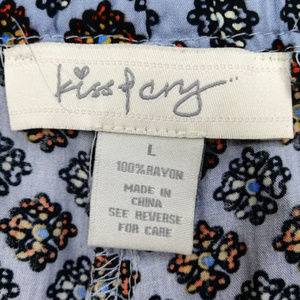 kiss & cry
L
100% RAYON
MADE IN
CHINA
SEE REVERSE
FOR CARE